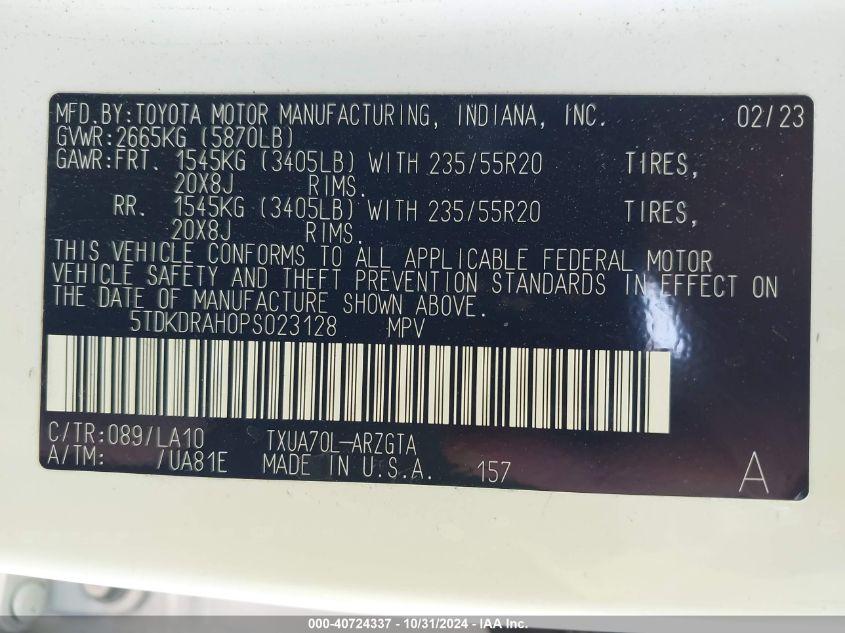 MFD.BY:TOYOTA MOTOR MANUFACTURING, INDIANA, INC. 02/23
GVWR:2665KG (5870LB)
GAWR:FRT. 1545KG (3405LB) WITH 235/55R20 TIRES,
20X8J RIMS.
RR. 1545KG (3405LB) WITH 235/55R20 TIRES,
20X8J RIMS.
THIS VEHICLE CONFORMS TO ALL APPLICABLE FEDERAL MOTOR
VEHICLE SAFETY AND THEFT PREVENTION STANDARDS IN EFFECT ON
THE DATE OF MANUFACTURE SHOWN ABOVE.
5TDKDRAH0PS023128 MPV
C/TR:089/LA10 TXUA70L-ARZGTA
A/TM: /UA81E MADE IN U.S.A. 157 A
000-40724337 - 10/31/2024 - IAA Inc.